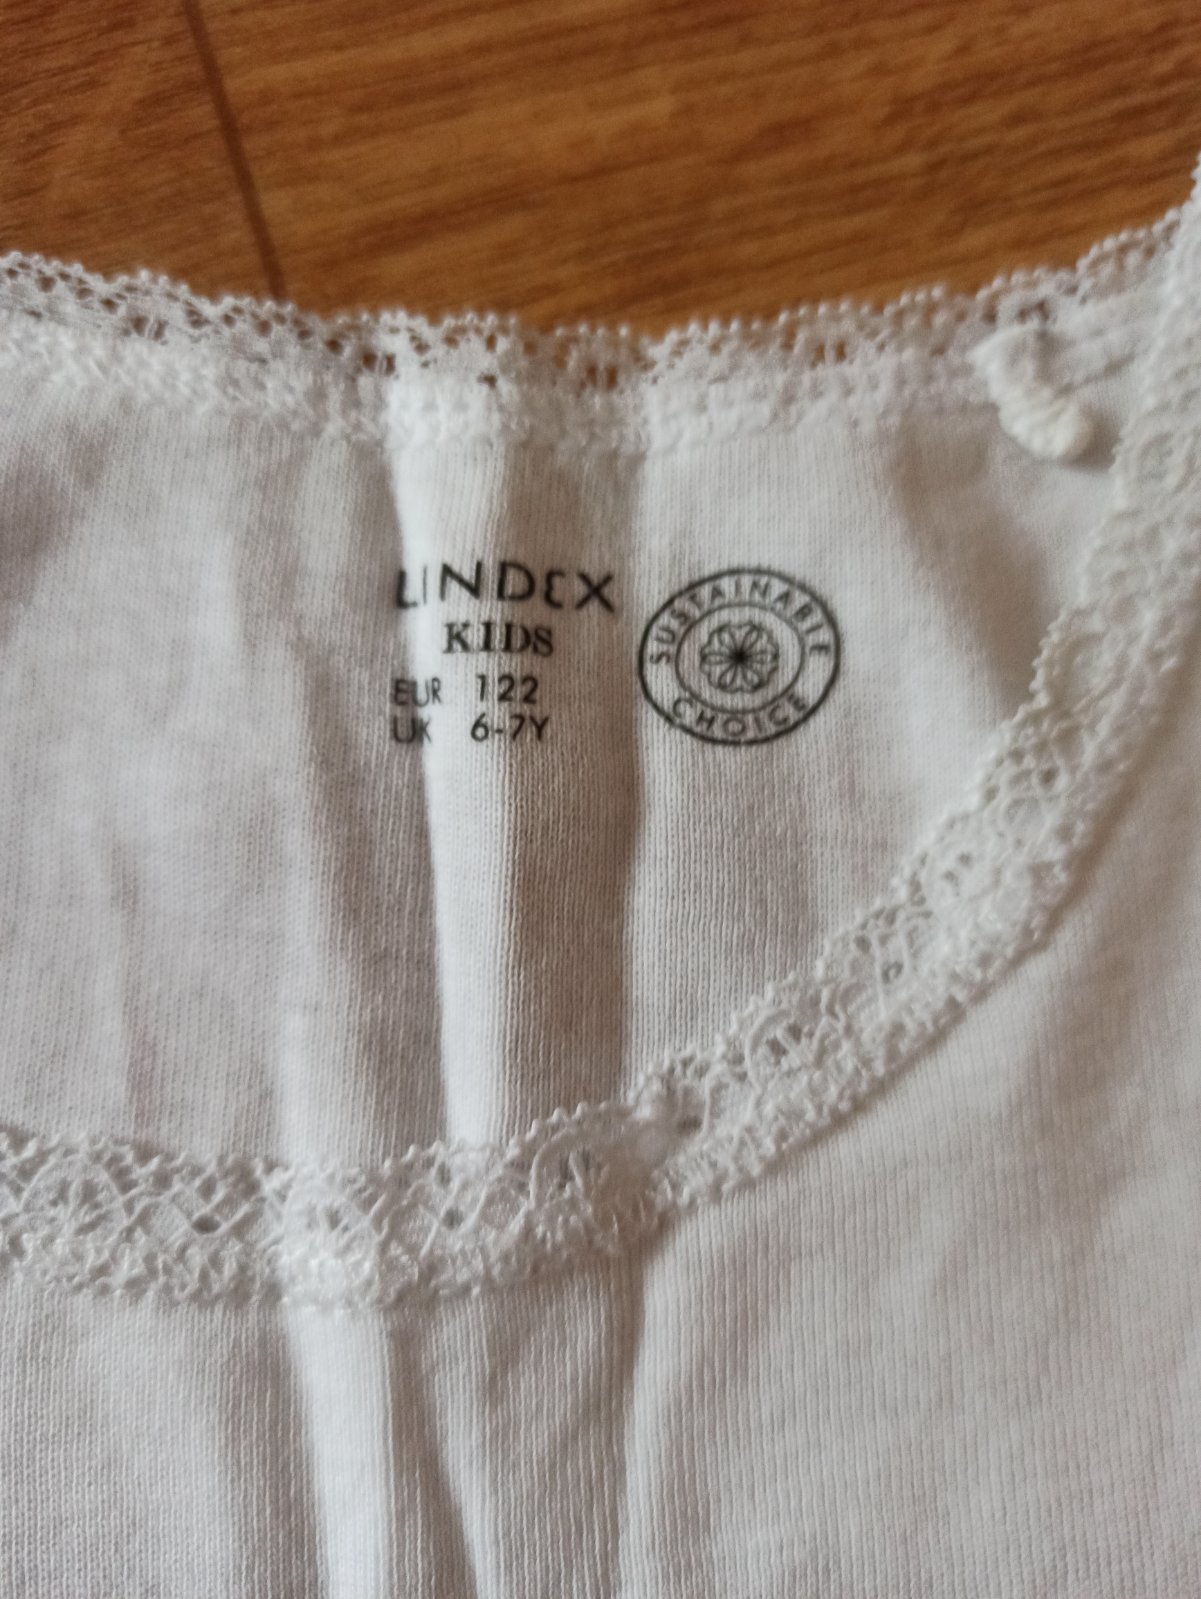 LINDEX
KIDS
EUR 122
UK 6-7Y
SUSTAINABLE
CHOICE